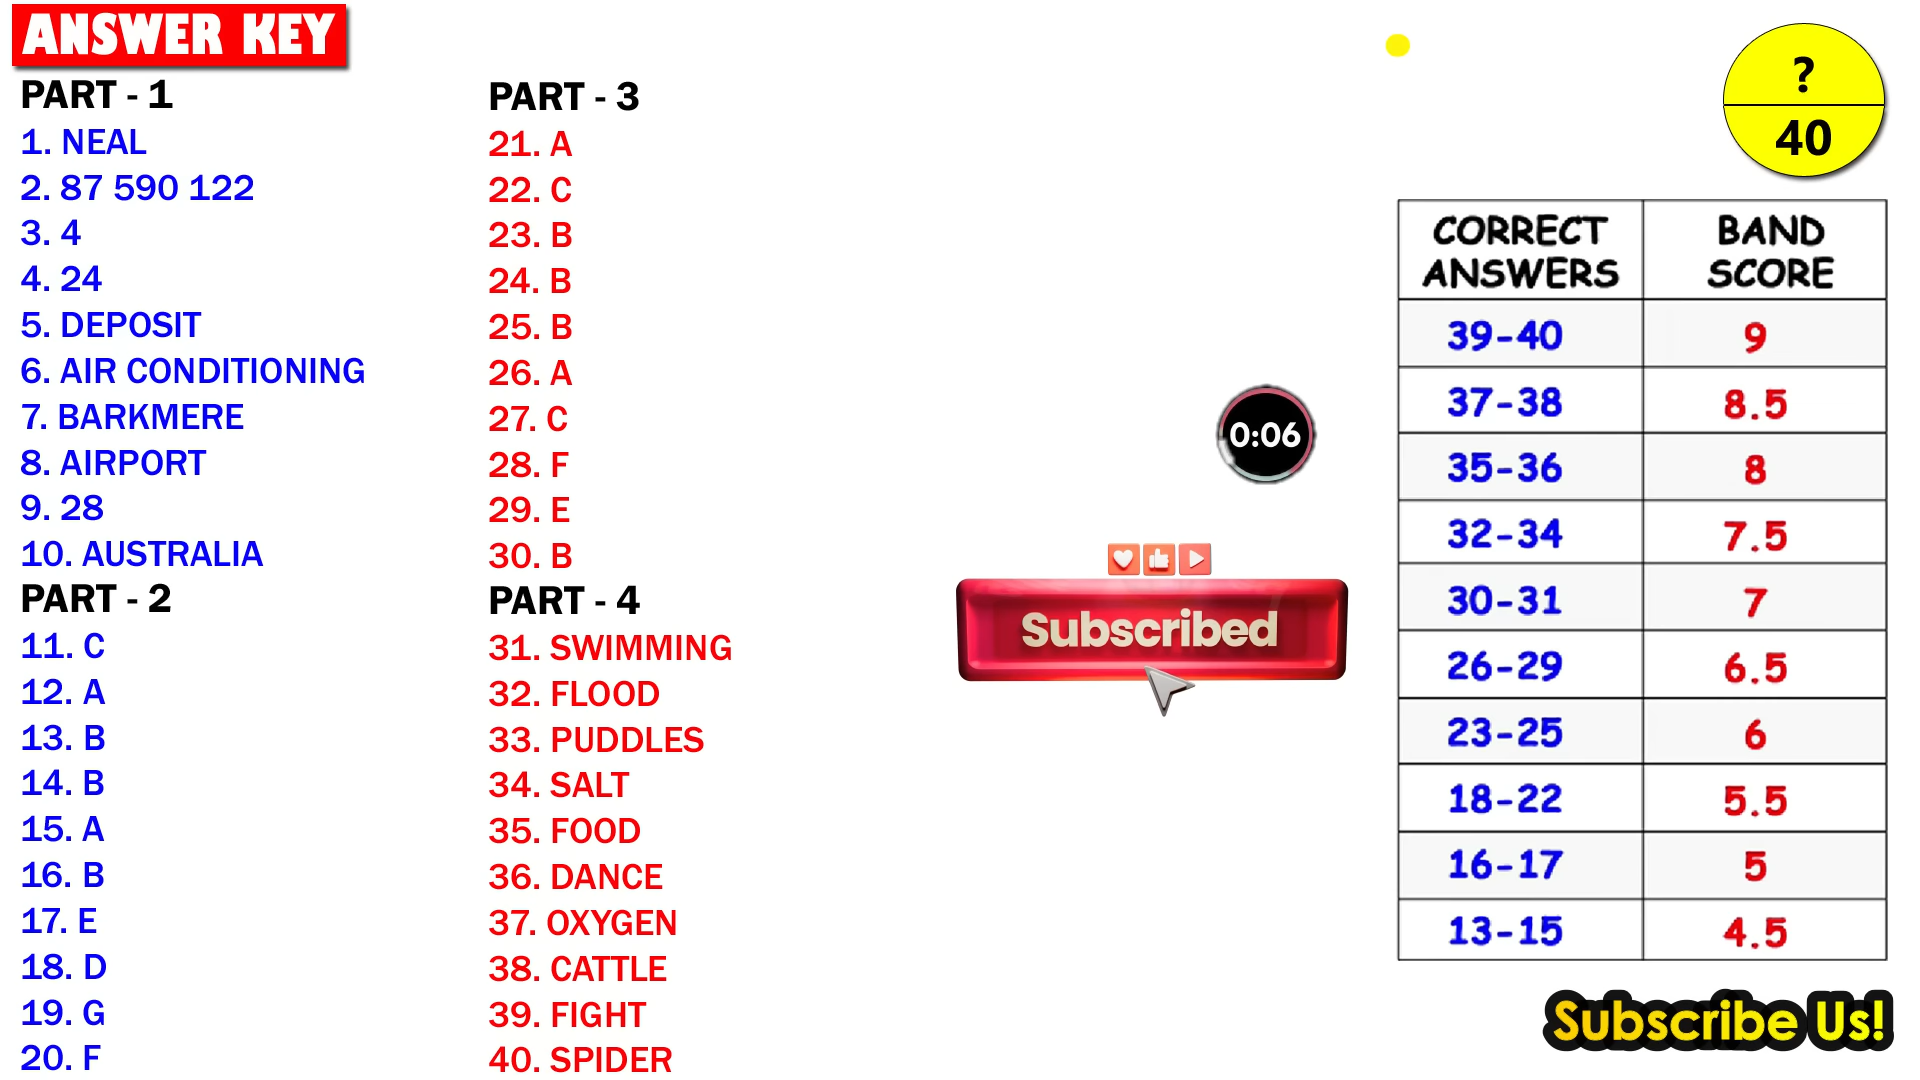 ANSWER KEY
PART - 1
1. NEAL
2. 87 590 122
3. 4
4. 24
5. DEPOSIT
6. AIR CONDITIONING
7. BARKMERE
8. AIRPORT
9. 28
10. AUSTRALIA
PART - 2
11. C
12. A
13. B
14. B
15. A
16. B
17. E
18. D
19. G
20. F
PART - 3
21. A
22. C
23. B
24. B
25. B
26. A
27. C
28. F
29. E
30. B
PART - 4
31. SWIMMING
32. FLOOD
33. PUDDLES
34. SALT
35. FOOD
36. DANCE
37. OXYGEN
38. CATTLE
39. FIGHT
40. SPIDER
0:06
Subscribed
?
40
CORRECT ANSWERS BAND SCORE
39-40 9
37-38 8.5
35-36 8
32-34 7.5
30-31 7
26-29 6.5
23-25 6
18-22 5.5
16-17 5
13-15 4.5
Subscribe Us!